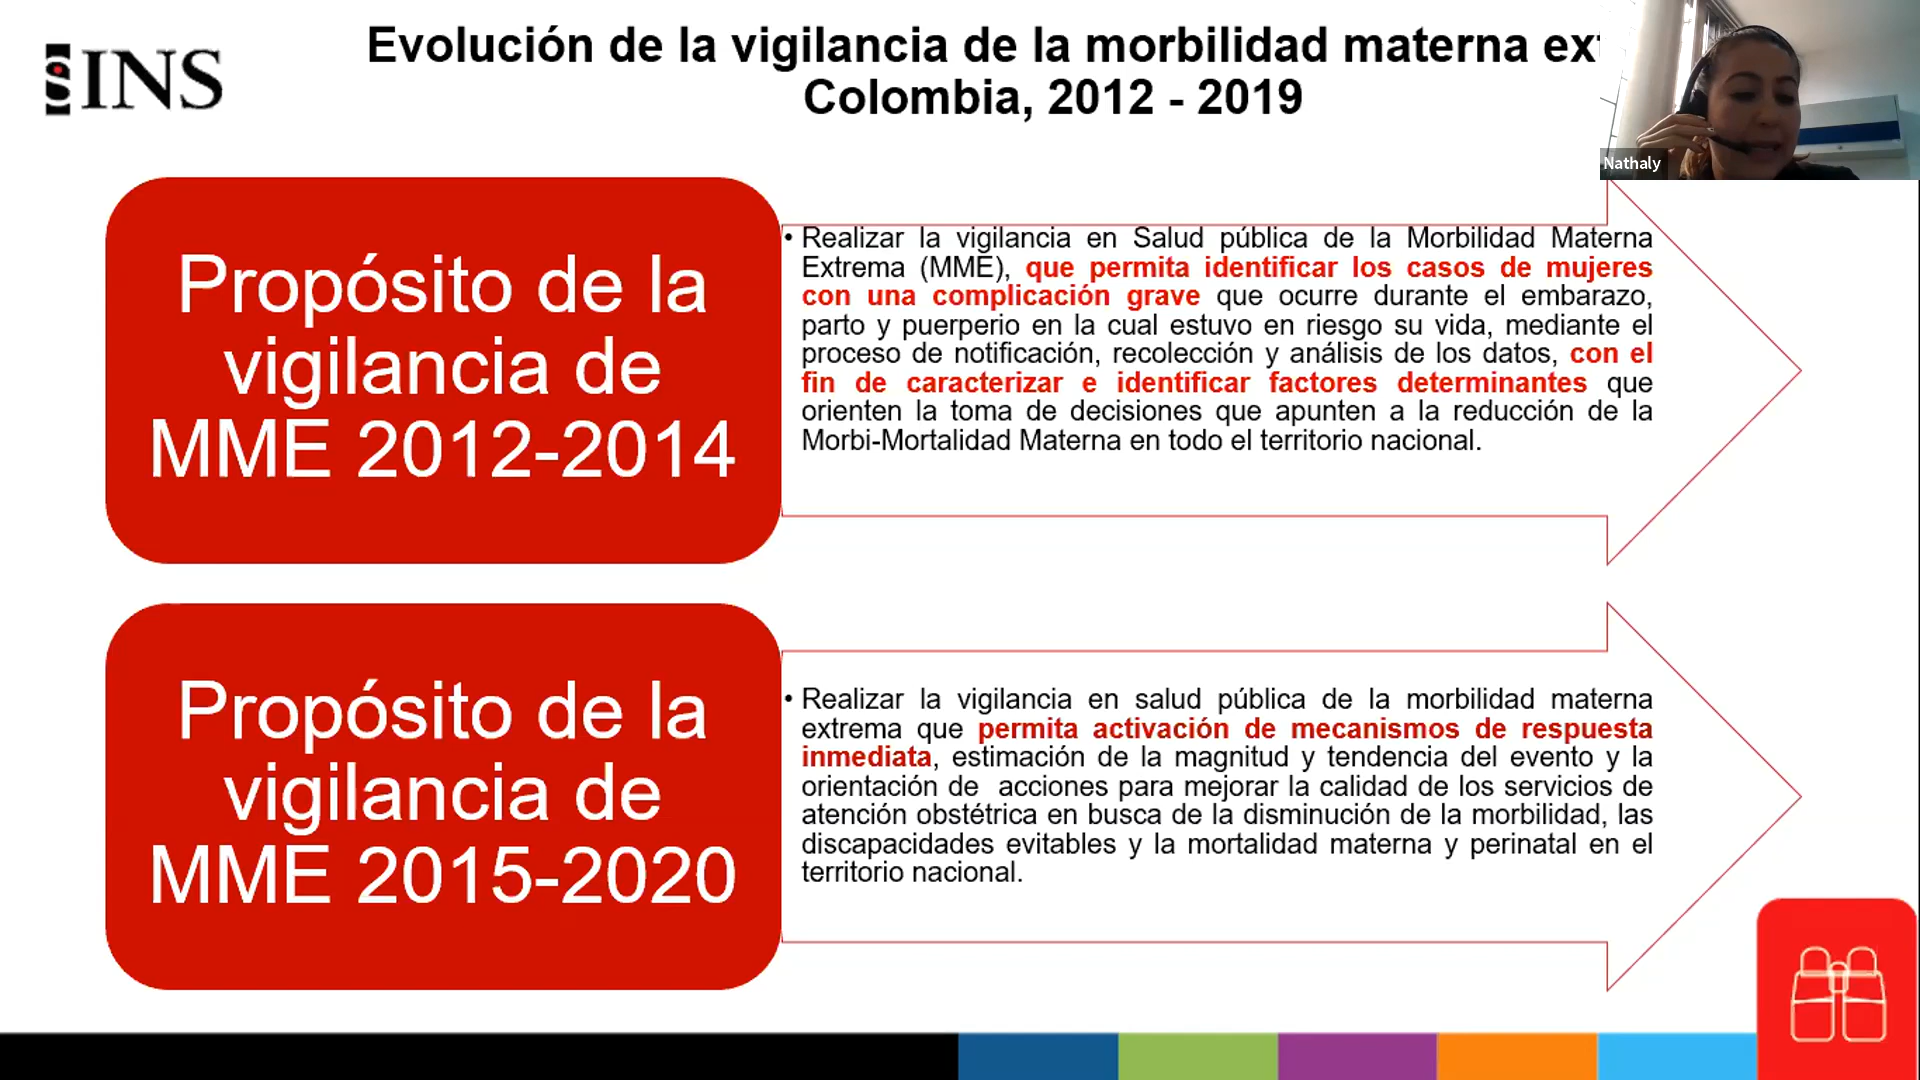 INS
Evolución de la vigilancia de la morbilidad materna
Colombia, 2012 - 2019
Nathaly
Propósito de la
vigilancia de
MME 2012-2014
• Realizar la vigilancia en Salud pública de la Morbilidad Materna
Extrema (MME), que permita identificar los casos de mujeres
con una complicación grave que ocurre durante el embarazo,
parto y puerperio en la cual estuvo en riesgo su vida, mediante el
proceso de notificación, recolección y análisis de los datos, con el
fin de caracterizar e identificar factores determinantes que
orienten la toma de decisiones que apunten a la reducción de la
Morbi-Mortalidad Materna en todo el territorio nacional.
Propósito de la
vigilancia de
MME 2015-2020
• Realizar la vigilancia en salud pública de la morbilidad materna
extrema que permita activación de mecanismos de respuesta
inmediata, estimación de la magnitud y tendencia del evento y la
orientación de acciones para mejorar la calidad de los servicios de
atención obstétrica en busca de la disminución de la morbilidad, las
discapacidades evitables y la mortalidad materna y perinatal en el
territorio nacional.